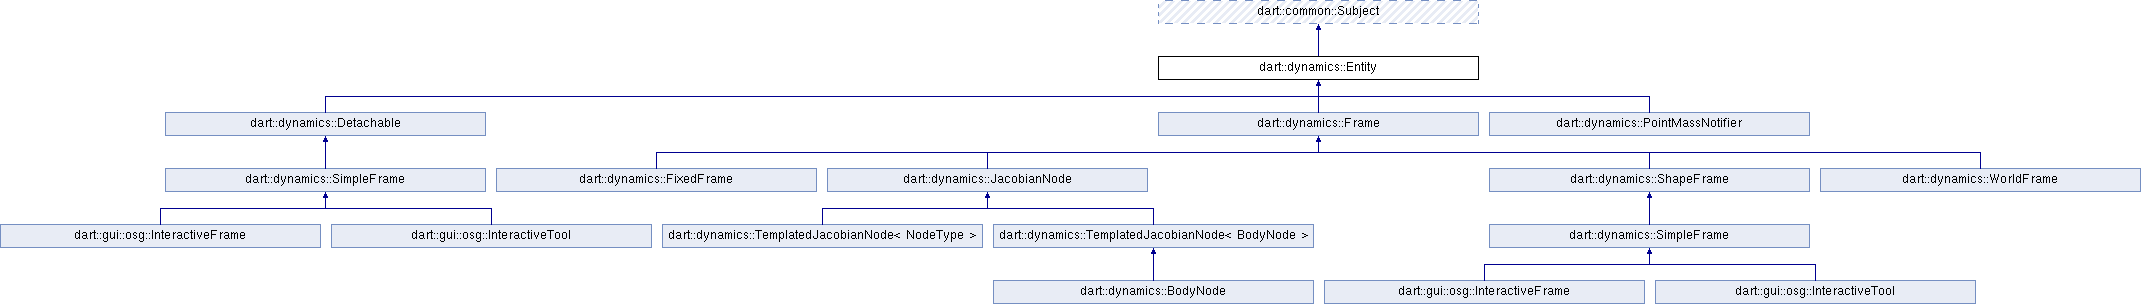 dart::common::Subject
dart::dynamics::Entity
dart::dynamics::Detachable
dart::dynamics::Frame
dart::dynamics::PointMassNotifier
dart::dynamics::SimpleFrame
dart::dynamics::FixedFrame
dart::dynamics::JacobianNode
dart::dynamics::ShapeFrame
dart::dynamics::WorldFrame
dart::gui::osg::InteractiveFrame
dart::gui::osg::InteractiveTool
dart::dynamics::TemplatedJacobianNode< NodeType >
dart::dynamics::TemplatedJacobianNode< BodyNode >
dart::dynamics::SimpleFrame
dart::dynamics::BodyNode
dart::gui::osg::InteractiveFrame
dart::gui::osg::InteractiveTool